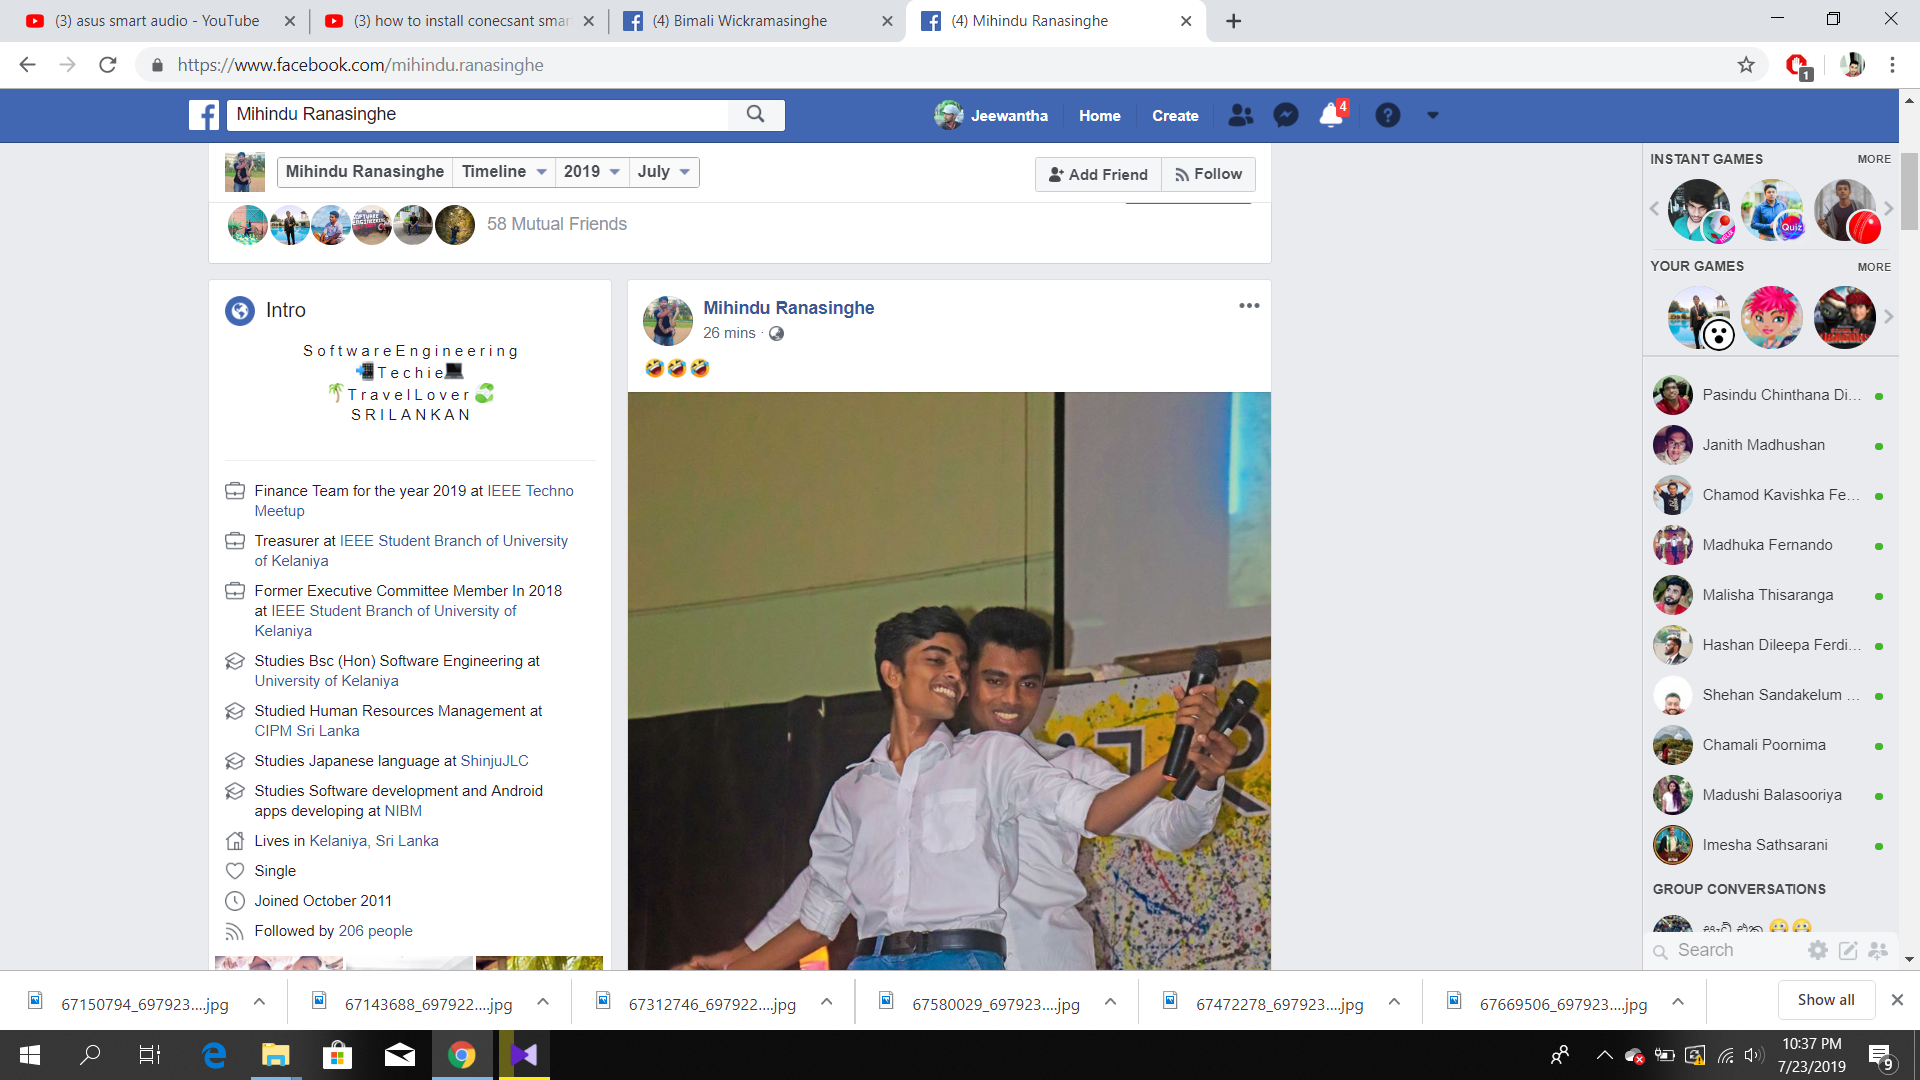 (3) asus smart audio - YouTube
(3) how to install conecsant smar
(4) Bimali Wickramasinghe
(4) Mihindu Ranasinghe
https://www.facebook.com/mihindu.ranasinghe
1
Mihindu Ranasinghe
Jeewantha
Home
Create
4
Mihindu Ranasinghe
Timeline
2019
July
Add Friend
Follow
58 Mutual Friends
Intro
S o f t w a r e E n g i n e e r i n g
📲 T e c h i e 💻
🌴 T r a v e l L o v e r ♻
S R I L A N K A N
Finance Team for the year 2019 at IEEE Techno
Meetup
Treasurer at IEEE Student Branch of University
of Kelaniya
Former Executive Committee Member In 2018
at IEEE Student Branch of University of
Kelaniya
Studies Bsc (Hon) Software Engineering at
University of Kelaniya
Studied Human Resources Management at
CIPM Sri Lanka
Studies Japanese language at ShinjuJLC
Studies Software development and Android
apps developing at NIBM
Lives in Kelaniya, Sri Lanka
Single
Joined October 2011
Followed by 206 people
Mihindu Ranasinghe
26 mins ·
🤣🤣🤣
INSTANT GAMES
MORE
Quiz
YOUR GAMES
MORE
Pasindu Chinthana Di...
Janith Madhushan
Chamod Kavishka Fe...
Madhuka Fernando
Malisha Thisaranga
Hashan Dileepa Ferdi...
Shehan Sandakelum ...
Chamali Poornima
Madushi Balasooriya
Imesha Sathsarani
GROUP CONVERSATIONS
Search
67150794_697923....jpg
67143688_697922....jpg
67312746_697922....jpg
67580029_697923....jpg
67472278_697923....jpg
67669506_697923....jpg
Show all
10:37 PM
7/23/2019
9